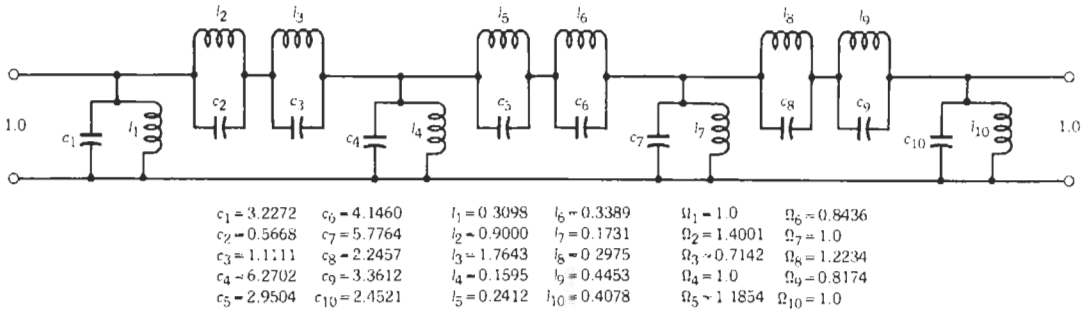 l2 l3 l5 l6 l8 l9
c2 c3 c5 c6 c8 c9
1.0 c1 l1 c4 l4 c7 l7 c10 l10 1.0
c1 = 3.2272 c6 = 4.1460 l1 = 0.3098 l6 = 0.3389 Ω1 = 1.0 Ω6 = 0.8436
c2 = 0.5668 c7 = 5.7764 l2 = 0.9000 l7 = 0.1731 Ω2 = 1.4001 Ω7 = 1.0
c3 = 1.1111 c8 = 2.2457 l3 = 1.7643 l8 = 0.2975 Ω3 = 0.7142 Ω8 = 1.2234
c4 = 6.2702 c9 = 3.3612 l4 = 0.1595 l9 = 0.4453 Ω4 = 1.0 Ω9 = 0.8174
c5 = 2.9504 c10 = 2.4521 l5 = 0.2412 l10 = 0.4078 Ω5 = 1.1854 Ω10 = 1.0